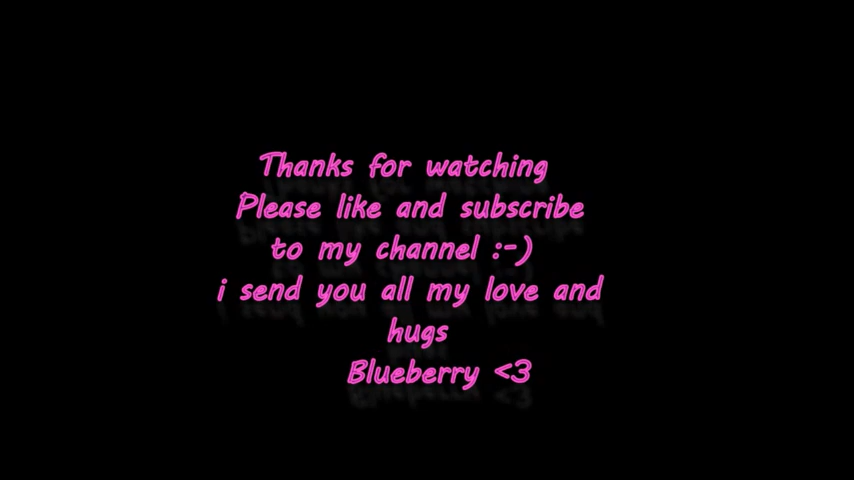 Thanks for watching
Please like and subscribe
to my channel :-)
i send you all my love and
hugs
Blueberry <3